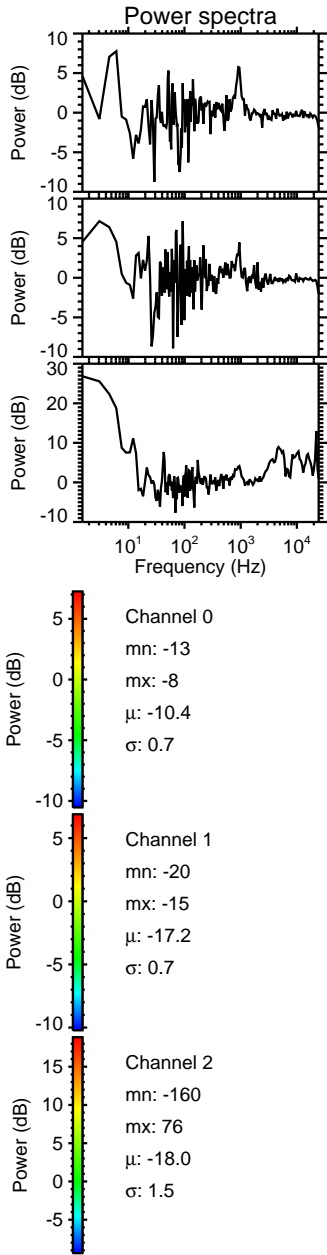 Power spectra
10
5
0
-5
-10
Power (dB)
10
5
0
-5
-10
Power (dB)
30
20
10
0
-10
Power (dB)
10¹ 10² 10³ 10⁴
Frequency (Hz)
5
0
-5
-10
Power (dB)
Channel 0
mn: -13
mx: -8
μ: -10.4
σ: 0.7
5
0
-5
-10
Power (dB)
Channel 1
mn: -20
mx: -15
μ: -17.2
σ: 0.7
15
10
5
0
-5
Power (dB)
Channel 2
mn: -160
mx: 76
μ: -18.0
σ: 1.5